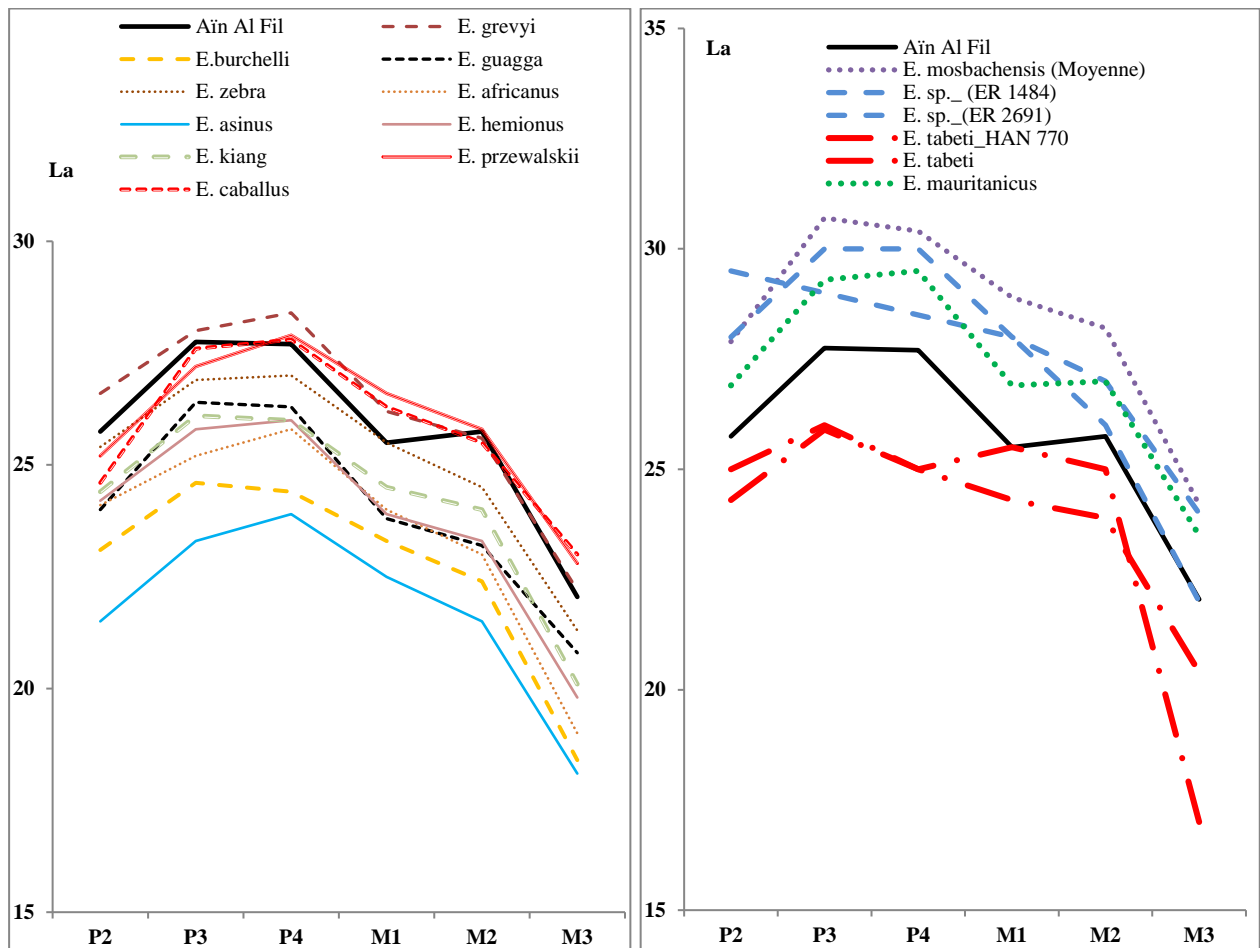 Aïn Al Fil
E. grevyi
E.burchelli
E. guagga
E. zebra
E. africanus
E. asinus
E. hemionus
E. kiang
E. przewalskii
E. caballus
La
30
25
20
15
P2 P3 P4 M1 M2 M3
35
La
Aïn Al Fil
E. mosbachensis (Moyenne)
E. sp._ (ER 1484)
E. sp._(ER 2691)
E. tabeti_HAN 770
E. tabeti
E. mauritanicus
30
25
20
15
P2 P3 P4 M1 M2 M3